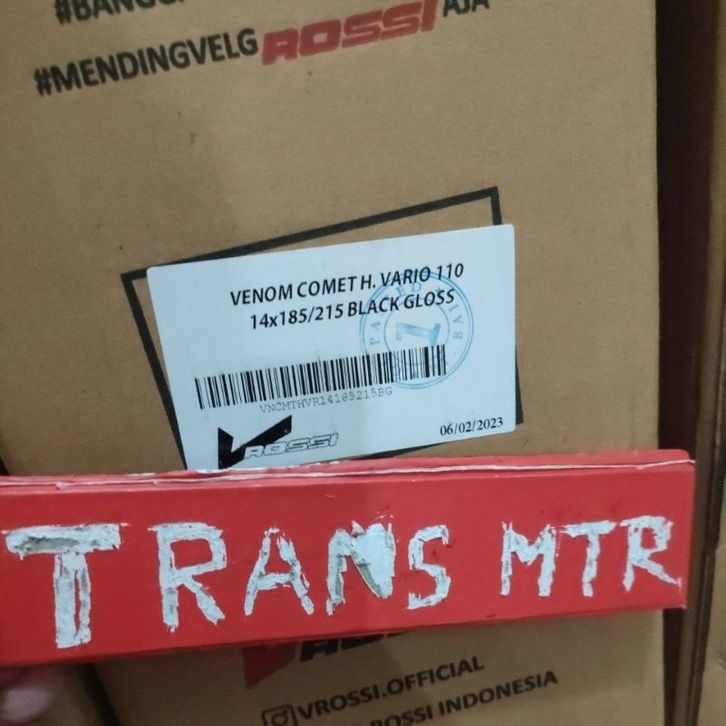 #MENDINGVELG ROSSI AJA
VENOM COMET H. VARIO 110
14x185/215 BLACK GLOSS
VNCMTHVR14185215BG
ROSSI
06/02/2023
TRANS MTR
VROSSI.OFFICIAL
ROSSI INDONESIA